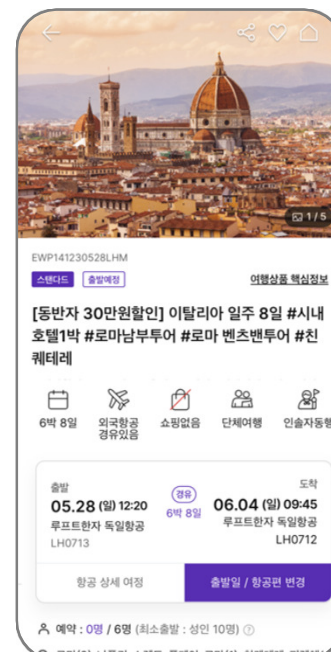 1/5
EWP141230528LHM
스탠다드 출발예정 여행상품 핵심정보
[동반자 30만원할인] 이탈리아 일주 8일 #시내
호텔1박 #로마남부투어 #로마 벤츠밴투어 #친
퀘테레
6박 8일 외국항공 쇼핑없음 단체여행 인솔자동행
경유있음
출발 도착
05.28 (일) 12:20 경유 06.04 (일) 09:45
루프트한자 독일항공 6박 8일 루프트한자 독일항공
LH0713 LH0712
항공 상세 여정 출발일 / 항공편 변경
예약 : 0명 / 6명 (최소출발 : 성인 10명)